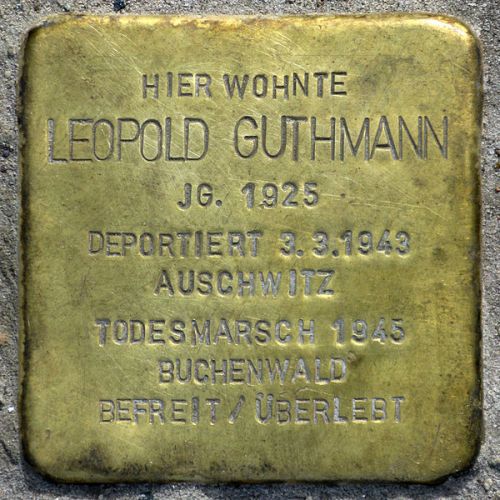 HIER WOHNTE
LEOPOLD GUTHMANN
JG. 1925
DEPORTIERT 3.3.1943
AUSCHWITZ
TODESMARSCH 1945
BUCHENWALD
BEFREIT / ÜBERLEBT